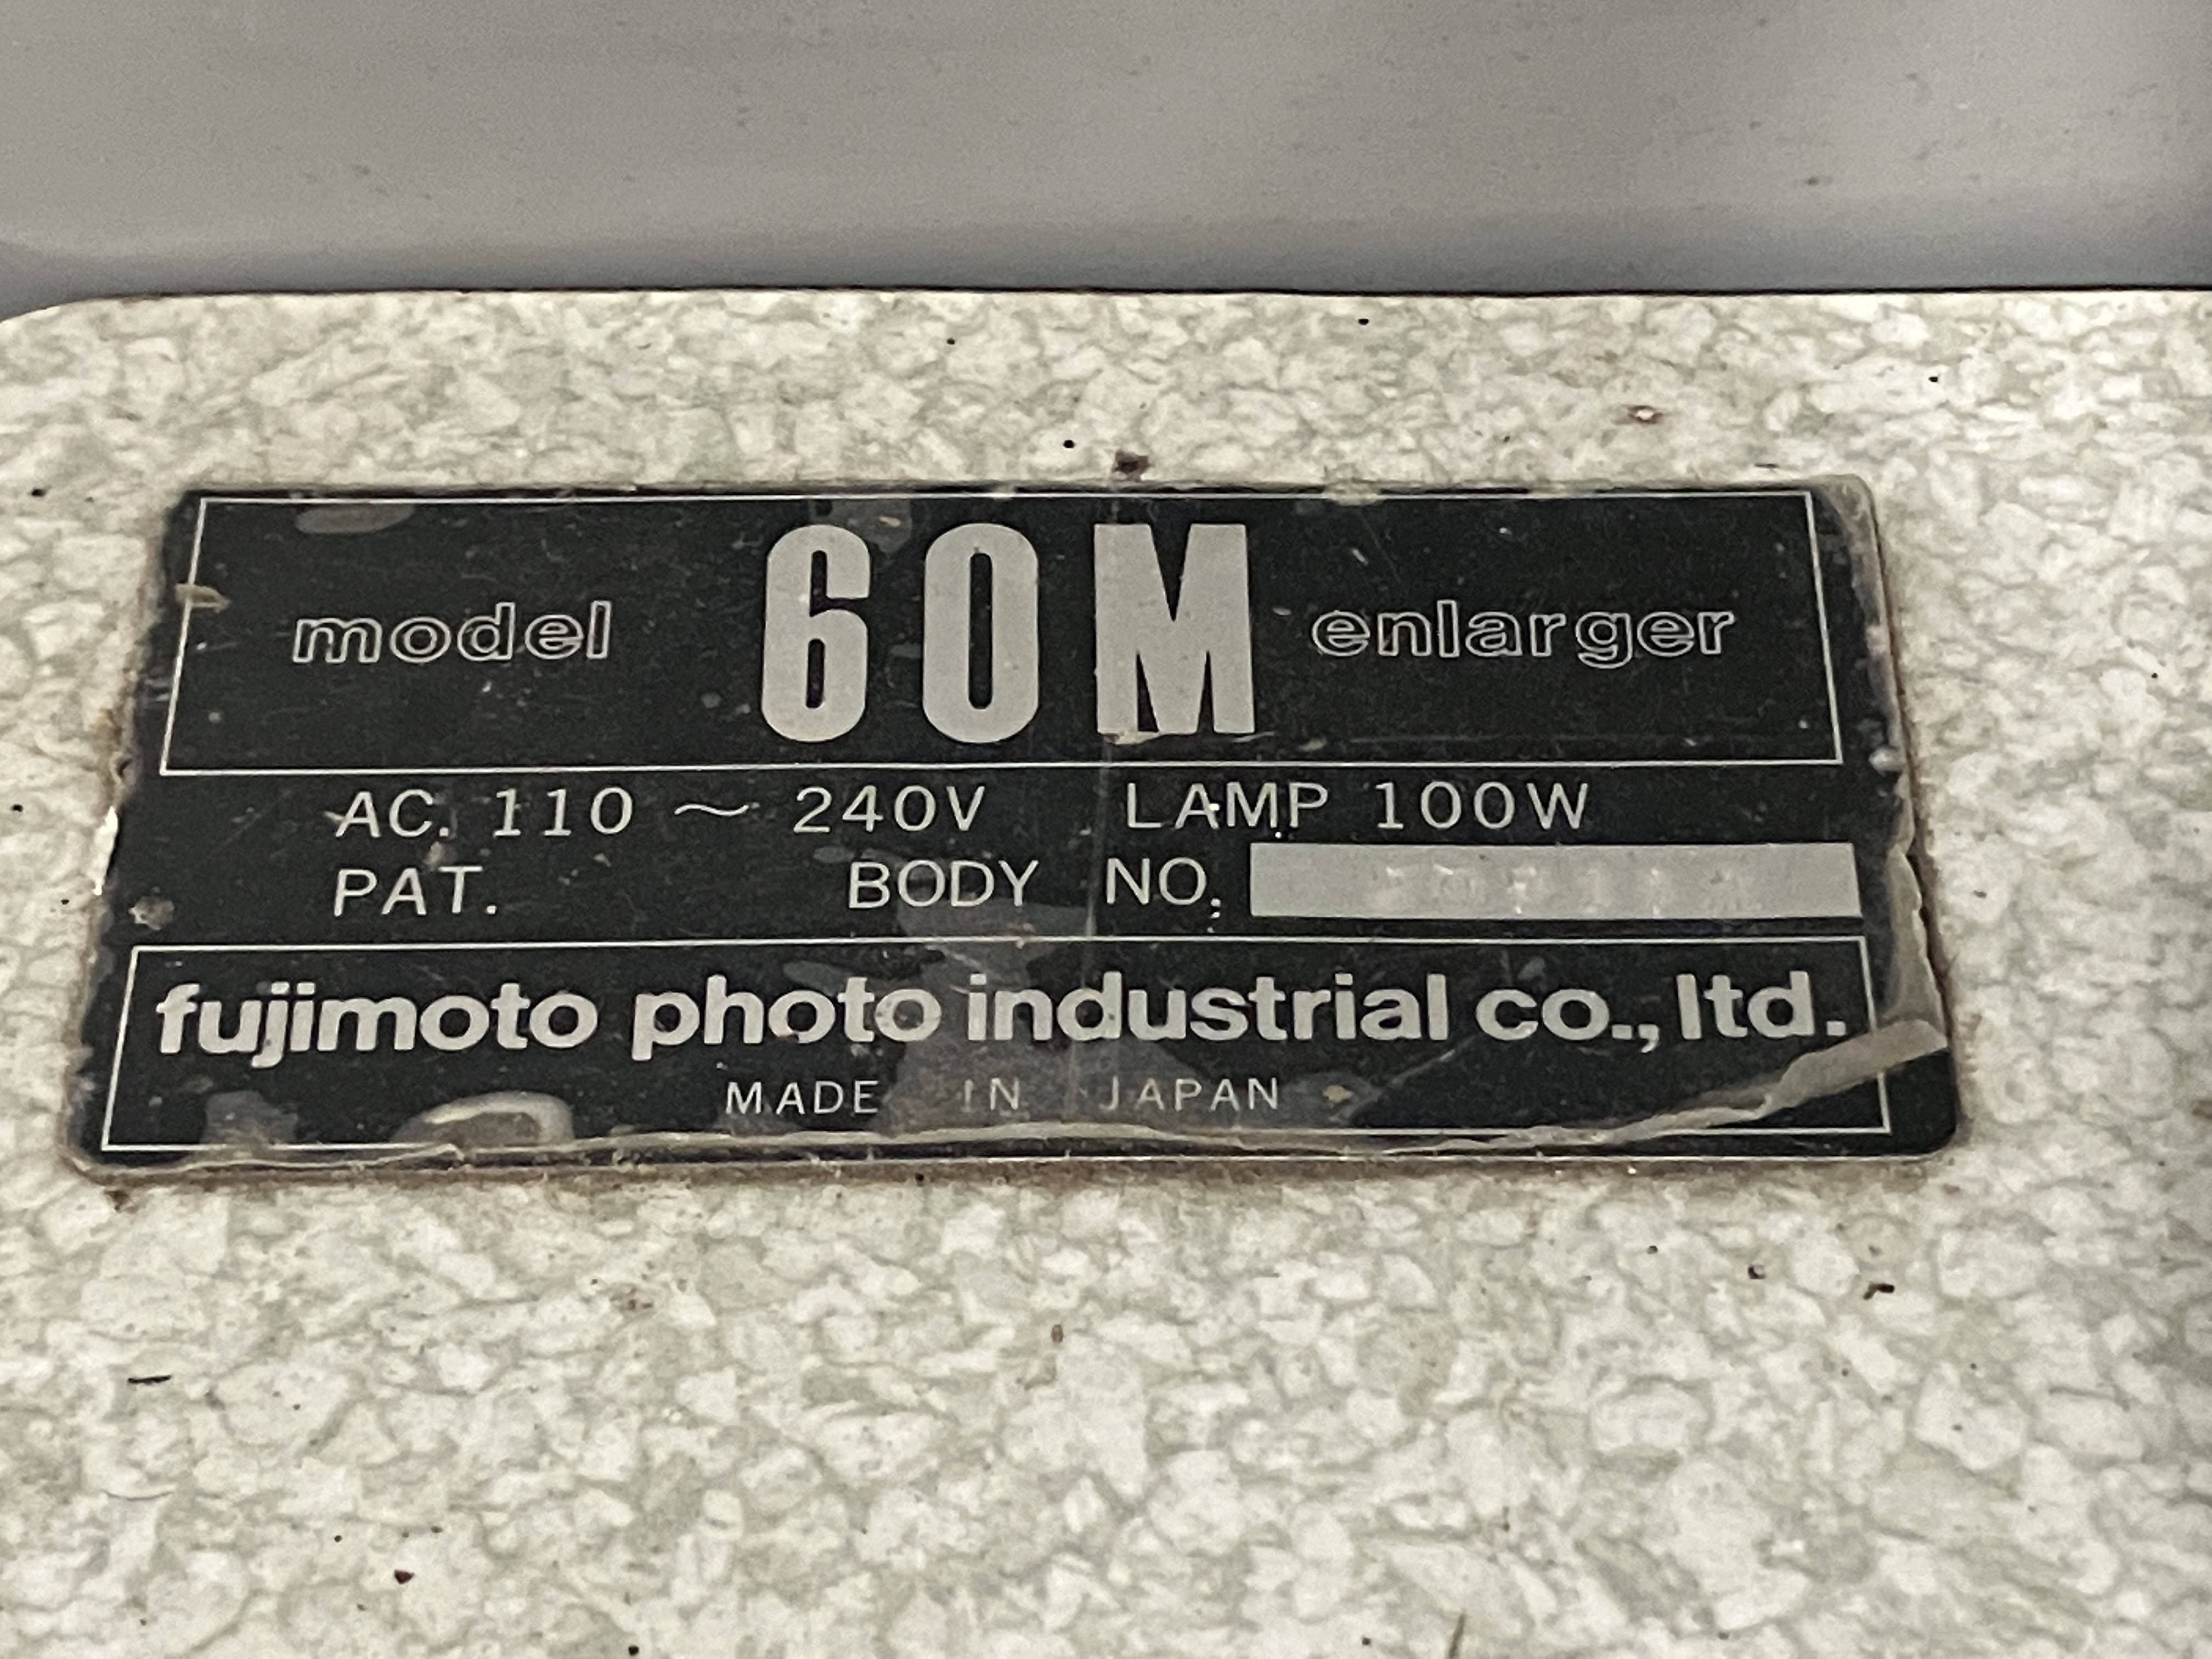 model 60M enlarger
AC. 110 ~ 240V LAMP 100W
PAT. BODY NO.
fujimoto photo industrial co., ltd.
MADE IN JAPAN